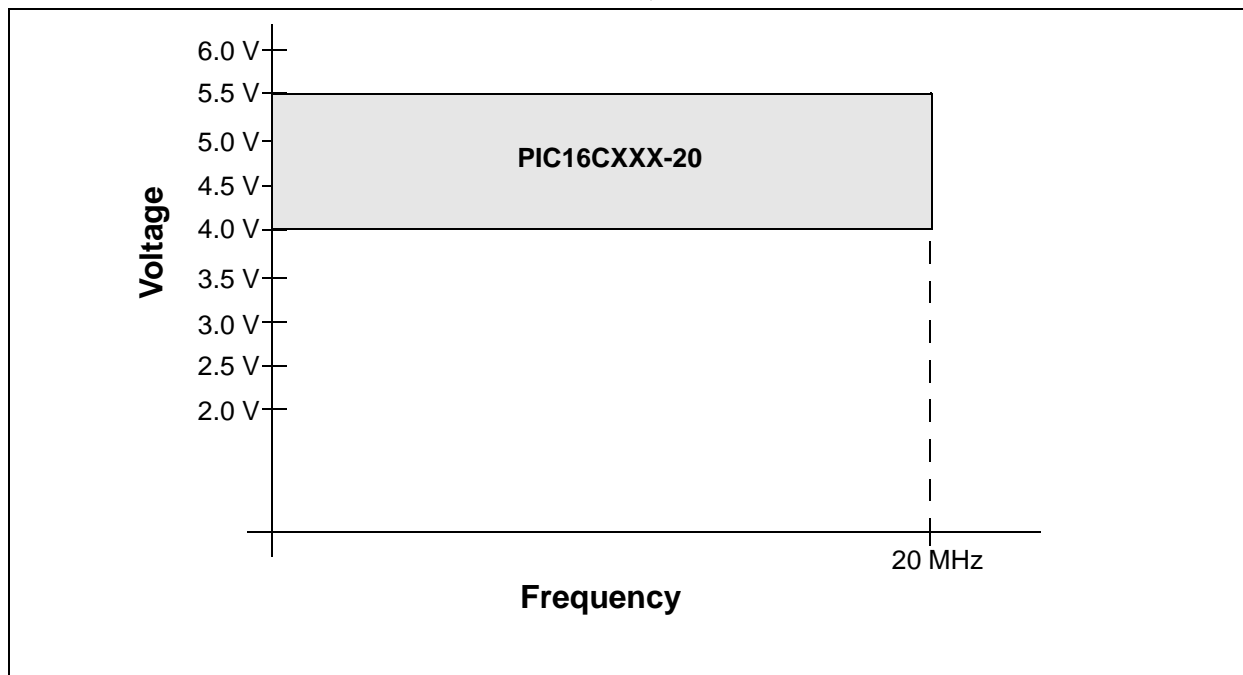 6.0 V
5.5 V
5.0 V
PIC16CXXX-20
4.5 V
4.0 V
Voltage
3.5 V
3.0 V
2.5 V
2.0 V
20 MHz
Frequency